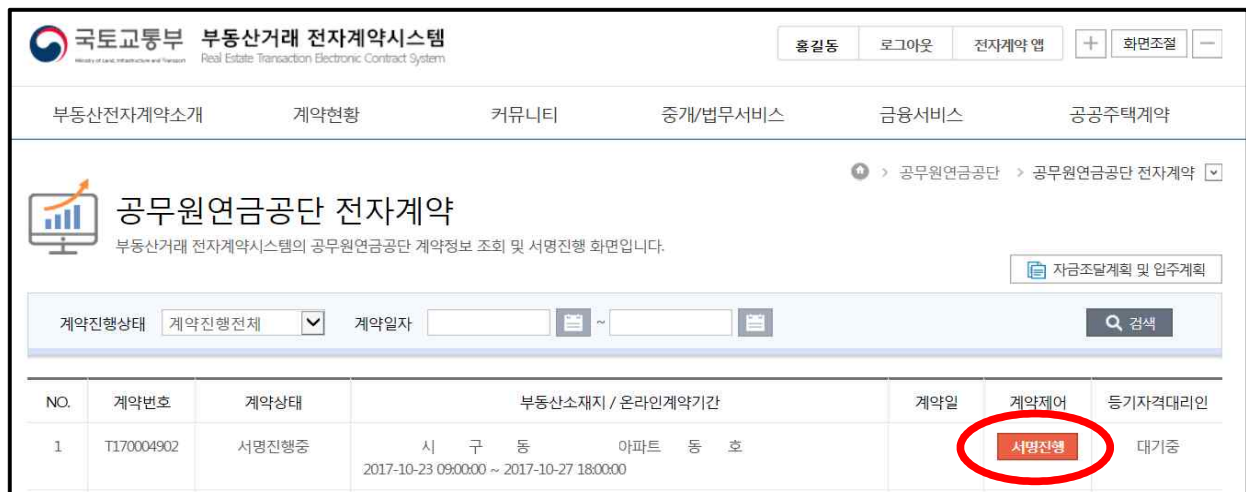 국토교통부 부동산거래 전자계약시스템
Ministry of Land, Infrastructure and Transport Real Estate Transaction Electronic Contract System
홍길동 로그아웃 전자계약 앱 + 화면조절 —
부동산전자계약소개 계약현황 커뮤니티 중개/법무서비스 금융서비스 공공주택계약
> 공무원연금공단 > 공무원연금공단 전자계약
공무원연금공단 전자계약
부동산거래 전자계약시스템의 공무원연금공단 계약정보 조회 및 서명진행 화면입니다.
자금조달계획 및 입주계획
계약진행상태 계약진행전체 계약일자 ~ 검색
NO. 계약번호 계약상태 부동산소재지 / 온라인계약기간 계약일 계약제어 등기자격대리인
1 T170004902 서명진행중 시 구 동 아파트 동 호 서명진행 대기중
2017-10-23 09:00:00 ~ 2017-10-27 18:00:00